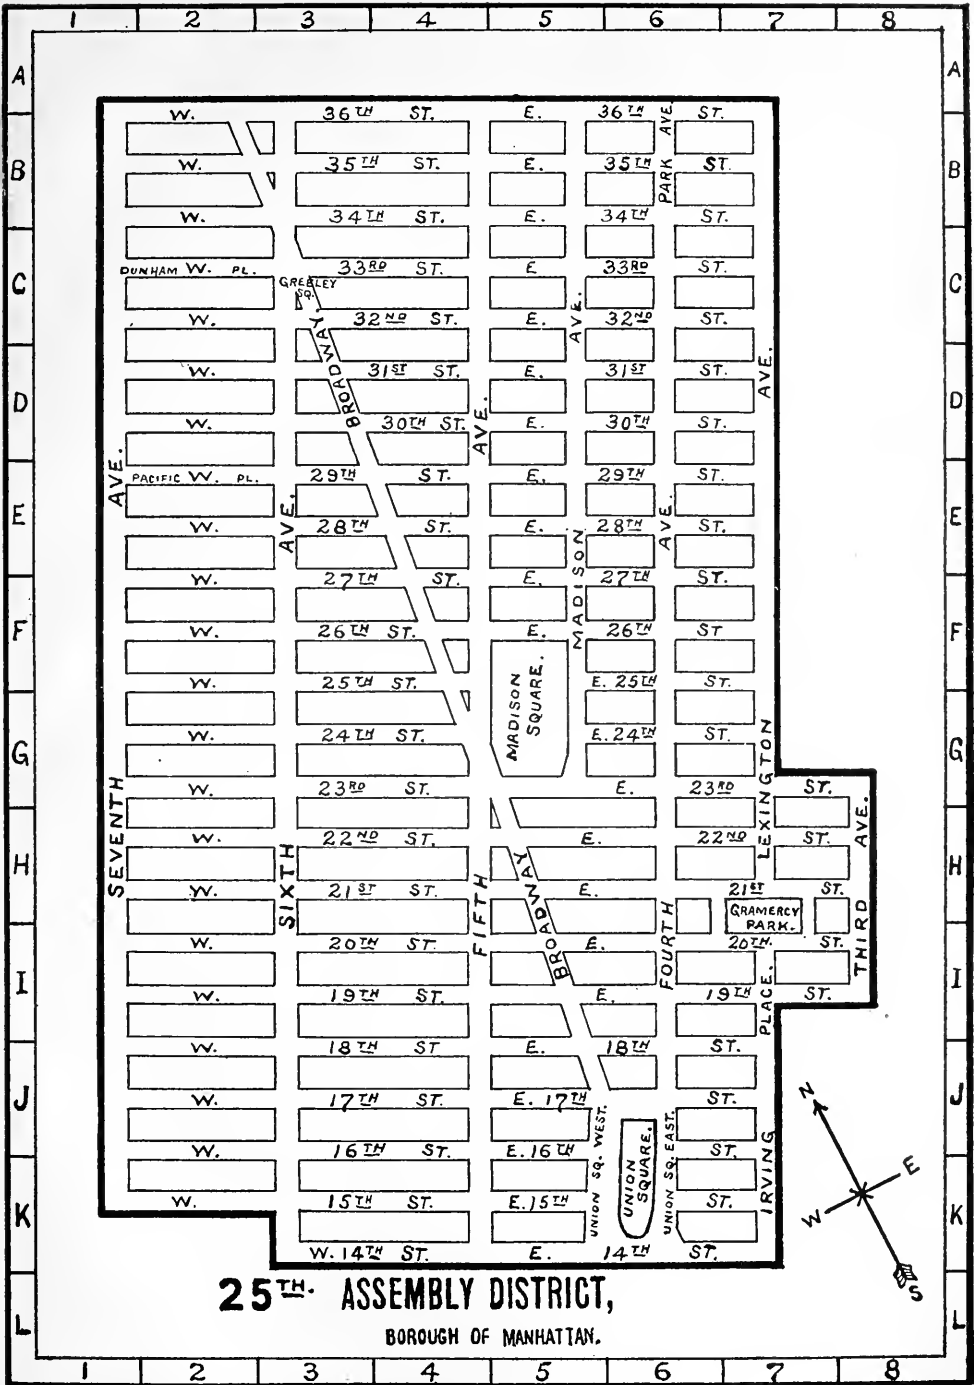 1 2 3 4 5 6 7 8
A A
W. 36TH ST. E. 36TH ST.
PARK AVE.
B B
W. 35TH ST. E. 35TH ST.
W. 34TH ST. E. 34TH ST.
C C
DUNHAM W. PL. 33RD ST. E 33RD ST.
GREELEY
SQ.
W. 32ND ST. E. 32ND ST.
BROADWAY.
AVE.
W. 31ST ST. E. 31ST ST.
D D
AVE.
W. 30TH ST. E. 30TH ST.
AVE.
PACIFIC W. PL. 29TH ST. E. 29TH ST.
AVE.
E E
AVE.
AVE.
W. 28TH ST. E. 28TH ST.
MADISON
W. 27TH ST. E. 27TH ST.
F F
W. 26TH ST. E. 26TH ST
W. 25TH ST. E. 25TH ST.
MADISON
SQUARE.
W. 24TH ST. E. 24TH ST.
G G
LEXINGTON
W. 23RD ST. E. 23RD ST. ST.
SEVENTH
AVE.
W. 22ND ST. E. 22ND ST. ST.
H H
SIXTH
BROADWAY
W. 21ST ST. E. 21ST ST.
FIFTH
FOURTH
GRAMERCY
PARK.
THIRD
W. 20TH ST. E. 20TH. ST.
I I
W. 19TH ST. E. 19TH ST.
PLACE.
W. 18TH ST E. 18TH ST.
J J
W. 17TH ST. E. 17TH ST.
N
UNION SQ. WEST.
UNION
SQUARE.
UNION SQ. EAST.
IRVING
W. 16TH ST. E. 16TH ST.
E
W. 15TH ST. E. 15TH ST.
K K
W
W. 14TH ST. E. 14TH ST.
S
25TH. ASSEMBLY DISTRICT,
L L
BOROUGH OF MANHATTAN.
1 2 3 4 5 6 7 8